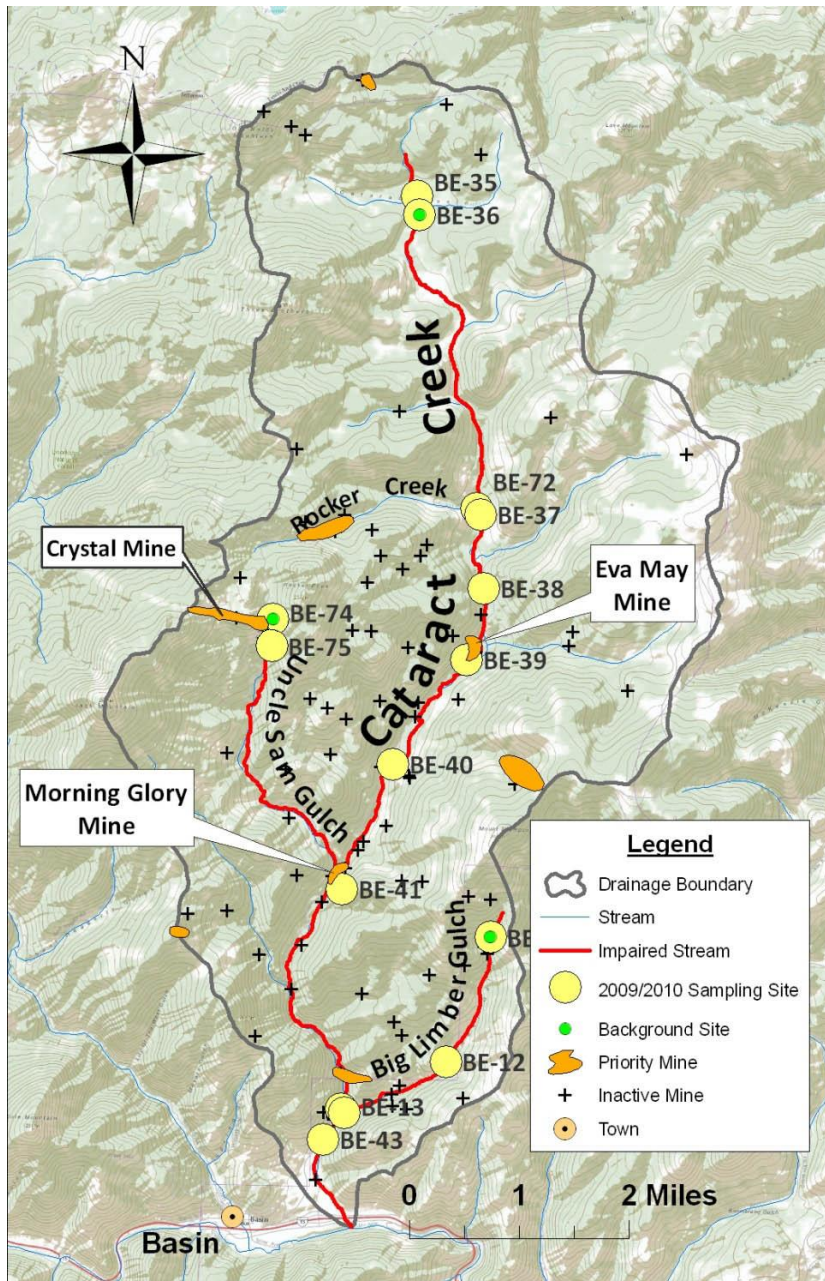 N
BE-35
BE-36
Creek
BE-72
Creek
Rocker
BE-37
Crystal Mine
BE-38
Eva May
Mine
BE-74
BE-75
BE-39
Cataract
Uncle Sam Gulch
BE-40
Morning Glory
Mine
BE-41
BE
Big Limber Gulch
BE-12
BE-13
BE-43
Legend
Drainage Boundary
Stream
Impaired Stream
2009/2010 Sampling Site
Background Site
Priority Mine
Inactive Mine
Town
0 1 2 Miles
Basin
Basin